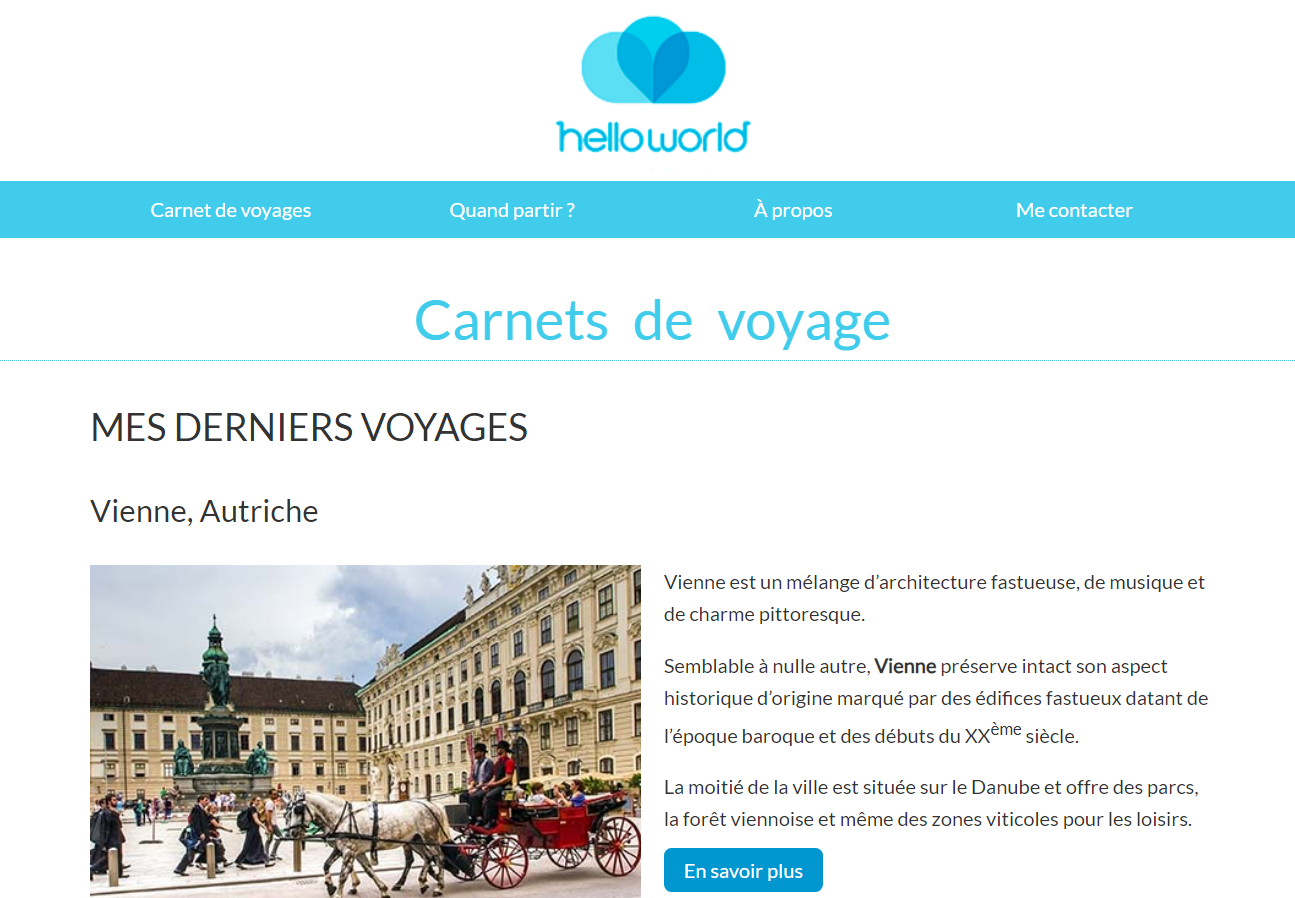 helloworld
Carnet de voyages
Quand partir ?
À propos
Me contacter
Carnets de voyage
MES DERNIERS VOYAGES
Vienne, Autriche
Vienne est un mélange d’architecture fastueuse, de musique et
de charme pittoresque.
Semblable à nulle autre, Vienne préserve intact son aspect
historique d’origine marqué par des édifices fastueux datant de
l’époque baroque et des débuts du XXème siècle.
La moitié de la ville est située sur le Danube et offre des parcs,
la forêt viennoise et même des zones viticoles pour les loisirs.
En savoir plus